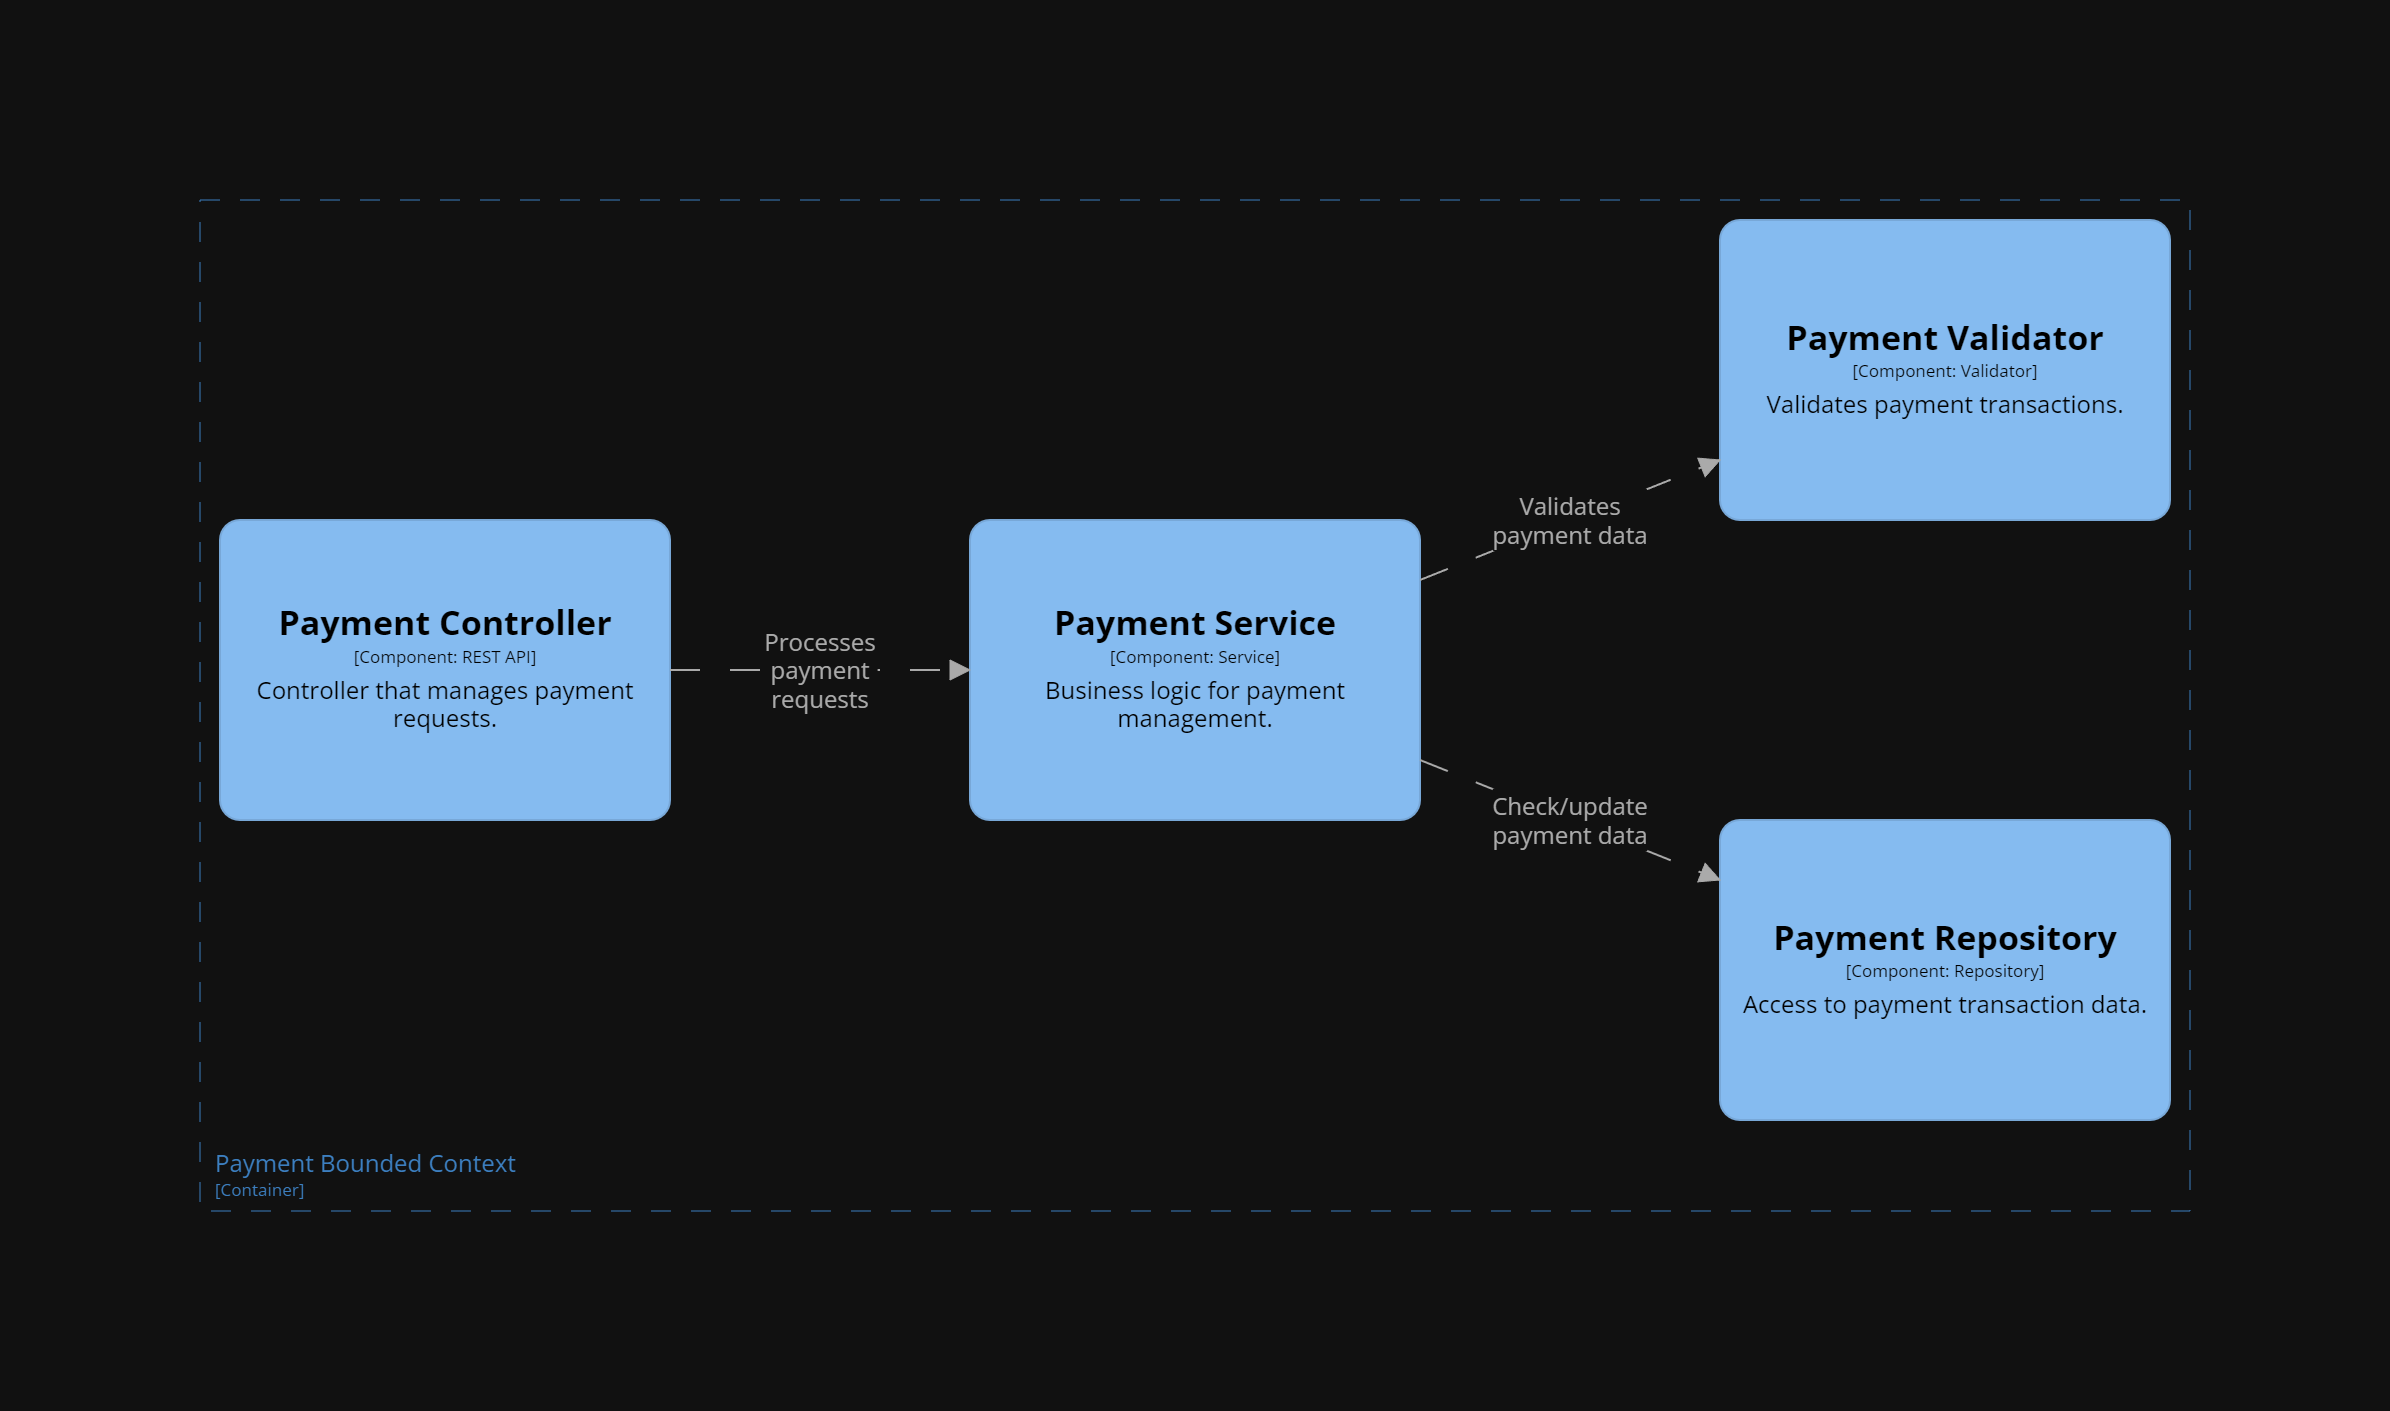 Payment Controller
[Component: REST API]
Controller that manages payment
requests.
Processes
payment
requests
Payment Service
[Component: Service]
Business logic for payment
management.
Validates
payment data
Payment Validator
[Component: Validator]
Validates payment transactions.
Check/update
payment data
Payment Repository
[Component: Repository]
Access to payment transaction data.
Payment Bounded Context
[Container]